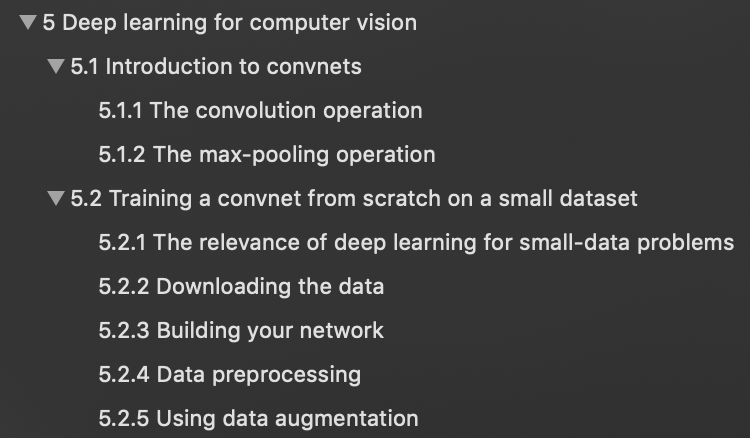 5 Deep learning for computer vision
5.1 Introduction to convnets
5.1.1 The convolution operation
5.1.2 The max-pooling operation
5.2 Training a convnet from scratch on a small dataset
5.2.1 The relevance of deep learning for small-data problems
5.2.2 Downloading the data
5.2.3 Building your network
5.2.4 Data preprocessing
5.2.5 Using data augmentation